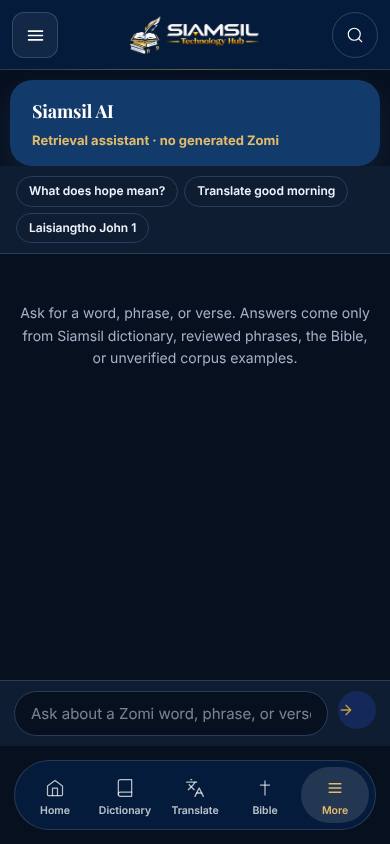 SIAMSIL
Technology Hub
Siamsil AI
Retrieval assistant · no generated Zomi
What does hope mean?
Translate good morning
Laisiangtho John 1
Ask for a word, phrase, or verse. Answers come only
from Siamsil dictionary, reviewed phrases, the Bible,
or unverified corpus examples.
Ask about a Zomi word, phrase, or vers
Home
Dictionary
Translate
Bible
More